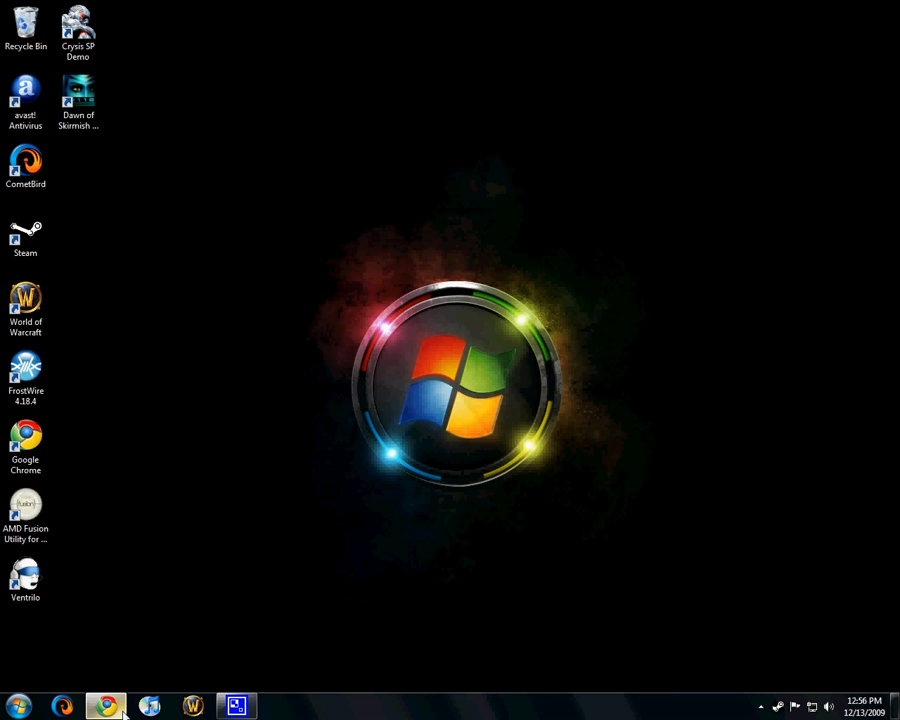 Recycle Bin
Crysis SP
Demo
avast!
Antivirus
Dawn of
Skirmish ...
CometBird
Steam
World of
Warcraft
FrostWire
4.18.4
Google
Chrome
AMD Fusion
Utility for ...
Ventrilo
12:56 PM
12/13/2009